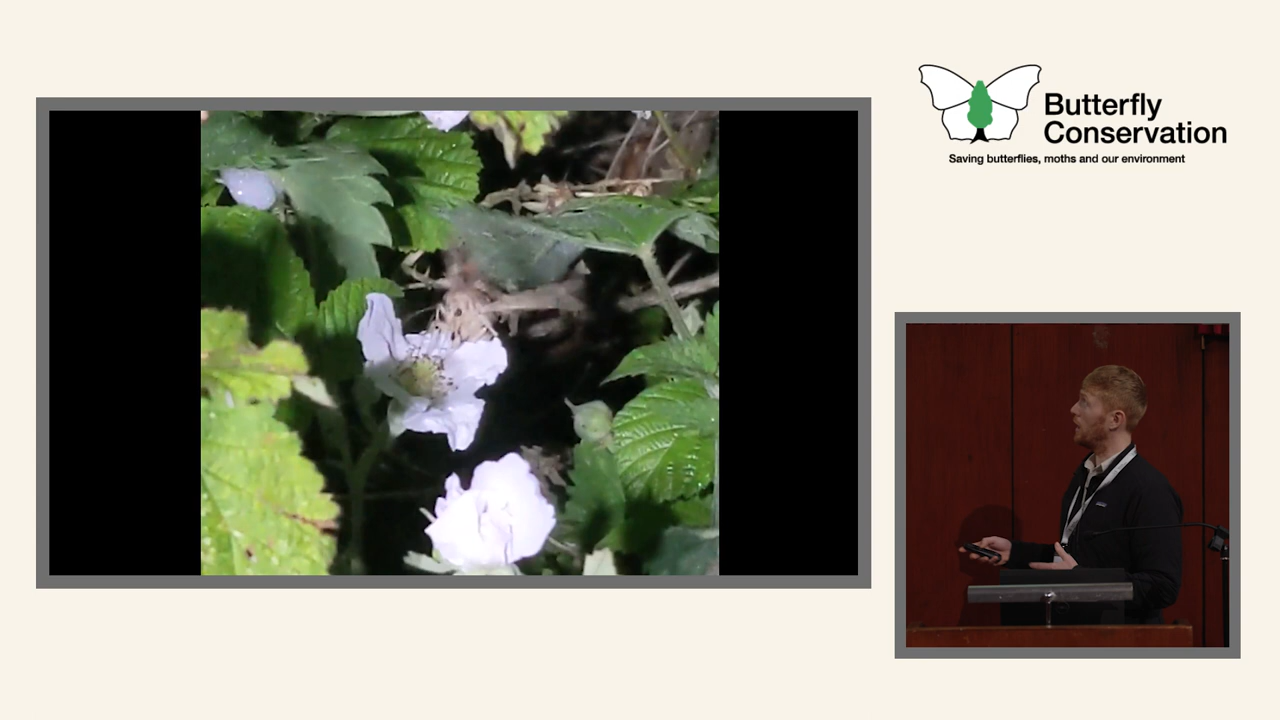 Butterfly
Conservation
Saving butterflies, moths and our environment